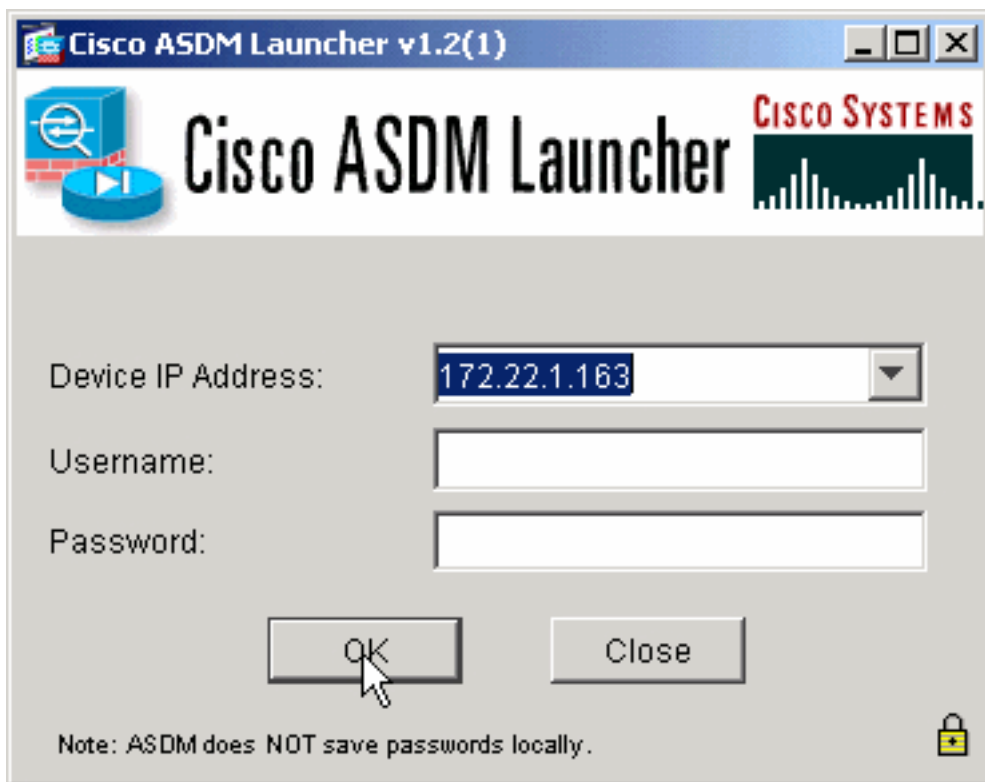 Cisco ASDM Launcher v1.2(1)
Cisco ASDM Launcher
CISCO SYSTEMS
Device IP Address:
172.22.1.163
Username:
Password:
OK
Close
Note: ASDM does NOT save passwords locally.